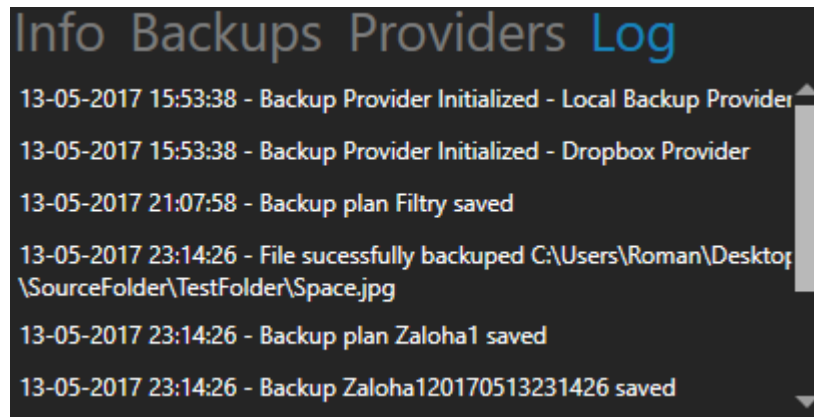 Info Backups Providers Log
13-05-2017 15:53:38 - Backup Provider Initialized - Local Backup Provider
13-05-2017 15:53:38 - Backup Provider Initialized - Dropbox Provider
13-05-2017 21:07:58 - Backup plan Filtry saved
13-05-2017 23:14:26 - File sucessfully backuped C:\Users\Roman\Desktop
\SourceFolder\TestFolder\Space.jpg
13-05-2017 23:14:26 - Backup plan Zaloha1 saved
13-05-2017 23:14:26 - Backup Zaloha120170513231426 saved